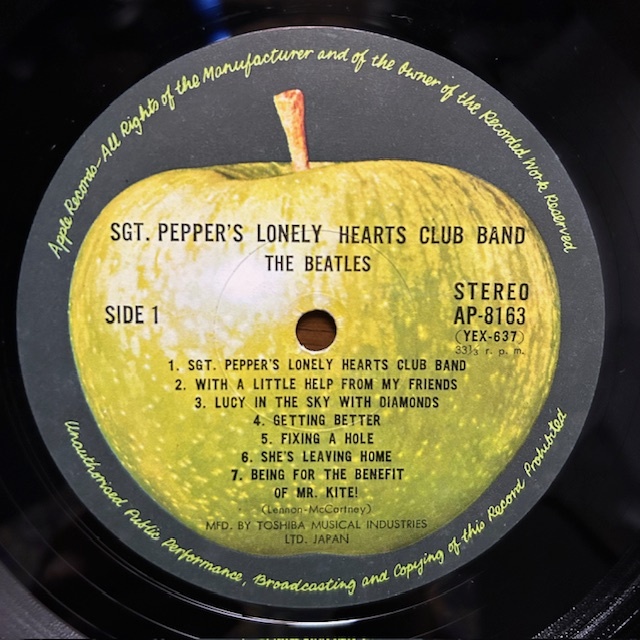 Apple Records-All Rights of the Manufacturer and of the Owner of the Recorded Work Reserved
SGT. PEPPER'S LONELY HEARTS CLUB BAND
THE BEATLES
SIDE 1
STEREO
AP-8163
(YEX-637)
33⅓ r. p. m.
1. SGT. PEPPER'S LONELY HEARTS CLUB BAND
2. WITH A LITTLE HELP FROM MY FRIENDS
3. LUCY IN THE SKY WITH DIAMONDS
4. GETTING BETTER
5. FIXING A HOLE
6. SHE'S LEAVING HOME
7. BEING FOR THE BENEFIT
OF MR. KITE!
(Lennon-McCartney)
MFD. BY TOSHIBA MUSICAL INDUSTRIES
LTD. JAPAN
Unauthorised Public Performance, Broadcasting and Copying of this Record Prohibited